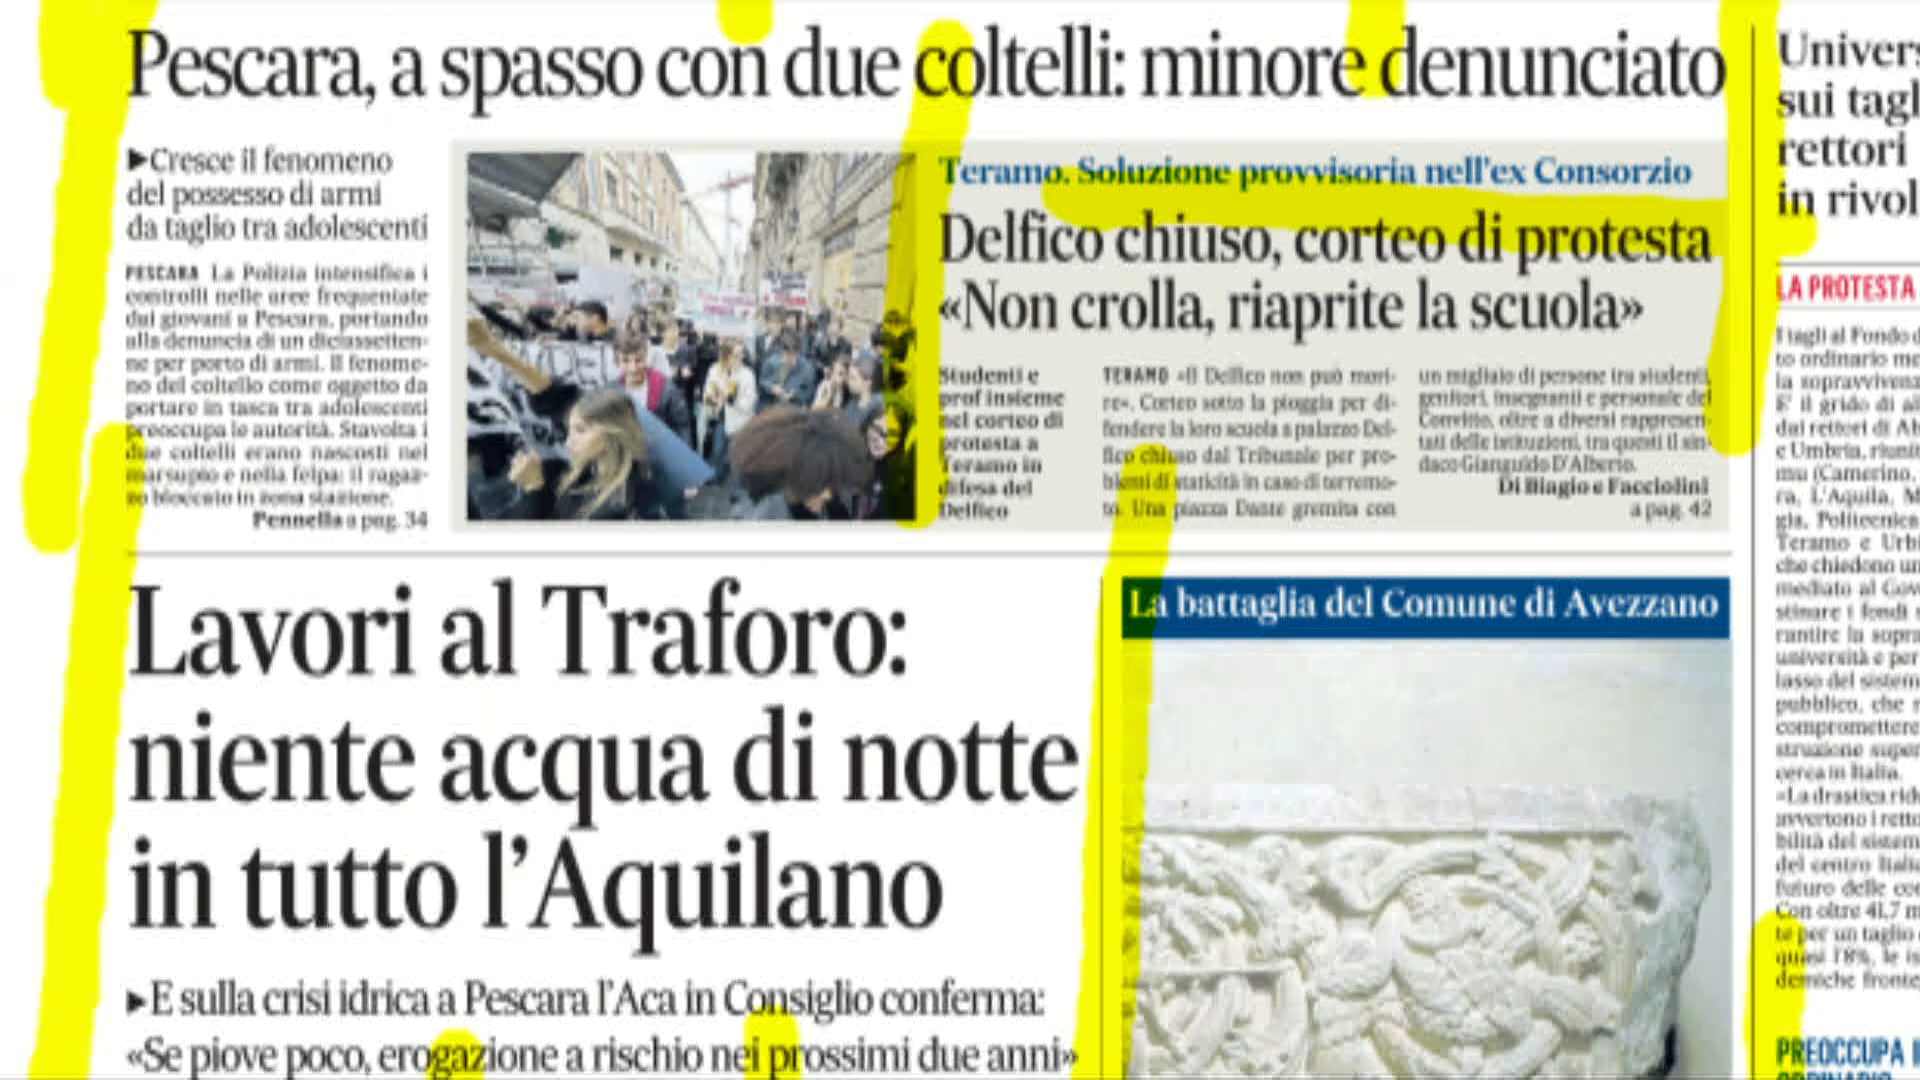 Pescara, a spasso con due coltelli: minore denunciato
▶Cresce il fenomeno
del possesso di armi
da taglio tra adolescenti
PESCARA La Polizia intensifica i
controlli nelle aree frequentate
dai giovani a Pescara, portando
alla denuncia di un diciassetten-
ne per porto di armi. Il fenome-
no del coltello come oggetto da
portare in tasca tra adolescenti
preoccupa le autorità. Stavolta i
due coltelli erano nascosti nel
marsupio e nella felpa: il ragaz-
zo bloccato in zona stazione.
Pennella a pag. 34
Teramo. Soluzione provvisoria nell'ex Consorzio
Delfico chiuso, corteo di protesta
«Non crolla, riaprite la scuola»
Studenti e
prof insieme
nel corteo di
protesta a
Teramo in
difesa del
Delfico
TERAMO «Il Delfico non può mori-
re». Corteo sotto la pioggia per di-
fendere la loro scuola a palazzo Del-
fico chiuso dal Tribunale per pro-
blemi di staticità in caso di terremo-
to. Una piazza Dante gremita con
un migliaio di persone tra studenti,
genitori, insegnanti e personale del
Convitto, oltre a diversi rappresen-
tati delle istituzioni, tra questi il sin-
daco Gianguido D'Alberto.
Di Biagio e Facciolini
a pag. 42
Lavori al Traforo:
niente acqua di notte
in tutto l'Aquilano
▶E sulla crisi idrica a Pescara l'Aca in Consiglio conferma:
«Se piove poco, erogazione a rischio nei prossimi due anni»
La battaglia del Comune di Avezzano
Univers
sui tagl
rettori
in rivol
LA PROTESTA
I tagli al Fondo d
to ordinario me
la sopravvivenz
E' il grido di al
dai rettori di Ab
e Umbria, riunit
mu (Camerino,
ra, L'Aquila, M
gia, Politecnica
Teramo e Urbi
che chiedono un
mediato al Gov
stinare i fondi s
rantire la sopra
università e per
lasso del sistem
pubblico, che r
compromettere
struzione super
cerca in Italia.
«La drastica rid
avvertono i retto
bilità del sistem
del centro Italia
futuro delle con
Con oltre 41,7 m
te per un taglio
quasi l'8%, le is
demiche fronte
PREOCCUPA I